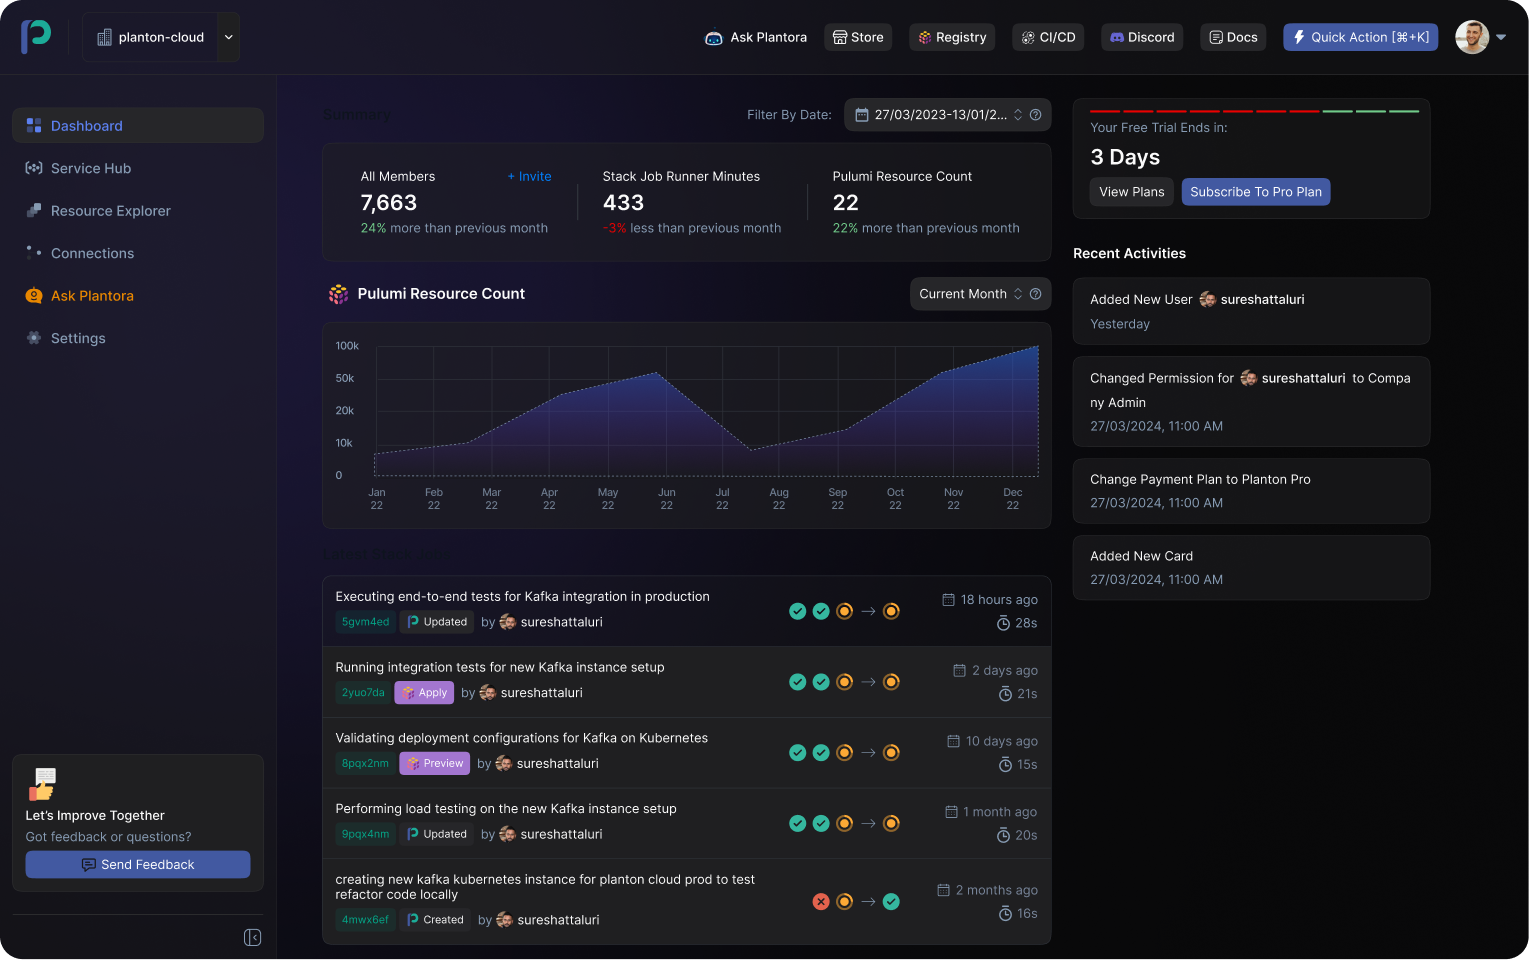 planton-cloud
Ask Plantora
Store
Registry
CI/CD
Discord
Docs
Quick Action [⌘+K]
Dashboard
Service Hub
Resource Explorer
Connections
Ask Plantora
Settings
Let's Improve Together
Got feedback or questions?
Send Feedback
Summary
Filter By Date:
27/03/2023-13/01/2...
All Members
+ Invite
7,663
24% more than previous month
Stack Job Runner Minutes
433
-3% less than previous month
Pulumi Resource Count
22
22% more than previous month
Pulumi Resource Count
Current Month
100k
50k
20k
10k
0
Jan 22
Feb 22
Mar 22
Apr 22
May 22
Jun 22
Jul 22
Aug 22
Sep 22
Oct 22
Nov 22
Dec 22
Executing end-to-end tests for Kafka integration in production
5gvm4ed Updated by sureshattaluri
18 hours ago
28s
Running integration tests for new Kafka instance setup
2yuo7da Apply by sureshattaluri
2 days ago
21s
Validating deployment configurations for Kafka on Kubernetes
8pqx2nm Preview by sureshattaluri
10 days ago
15s
Performing load testing on the new Kafka instance setup
9pqx4nm Updated by sureshattaluri
1 month ago
20s
creating new kafka kubernetes instance for planton cloud prod to test
refactor code locally
4mwx6ef Created by sureshattaluri
2 months ago
16s
Your Free Trial Ends in:
3 Days
View Plans
Subscribe To Pro Plan
Recent Activities
Added New User sureshattaluri
Yesterday
Changed Permission for sureshattaluri to Compa
ny Admin
27/03/2024, 11:00 AM
Change Payment Plan to Planton Pro
27/03/2024, 11:00 AM
Added New Card
27/03/2024, 11:00 AM